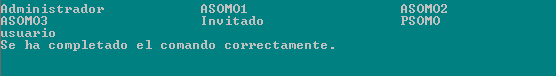 Administrador ASOMO1 ASOMO2
ASOMO3 Invitado PSOMO
usuario
Se ha completado el comando correctamente.